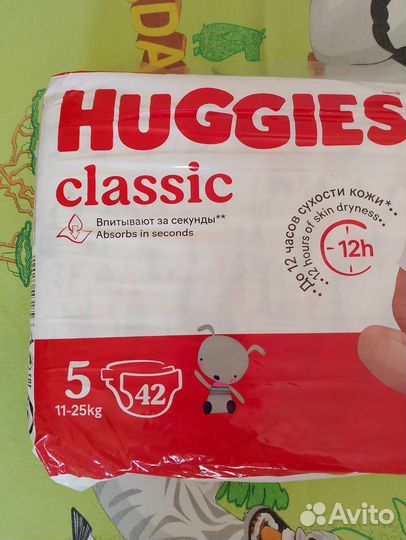 DA
HUGGIES
classic
Впитывают за секунды**
Absorbs in seconds
..До 12 часов сухости кожи*..
..12 hours of skin dryness..
12h
5
11-25kg
42
Avito